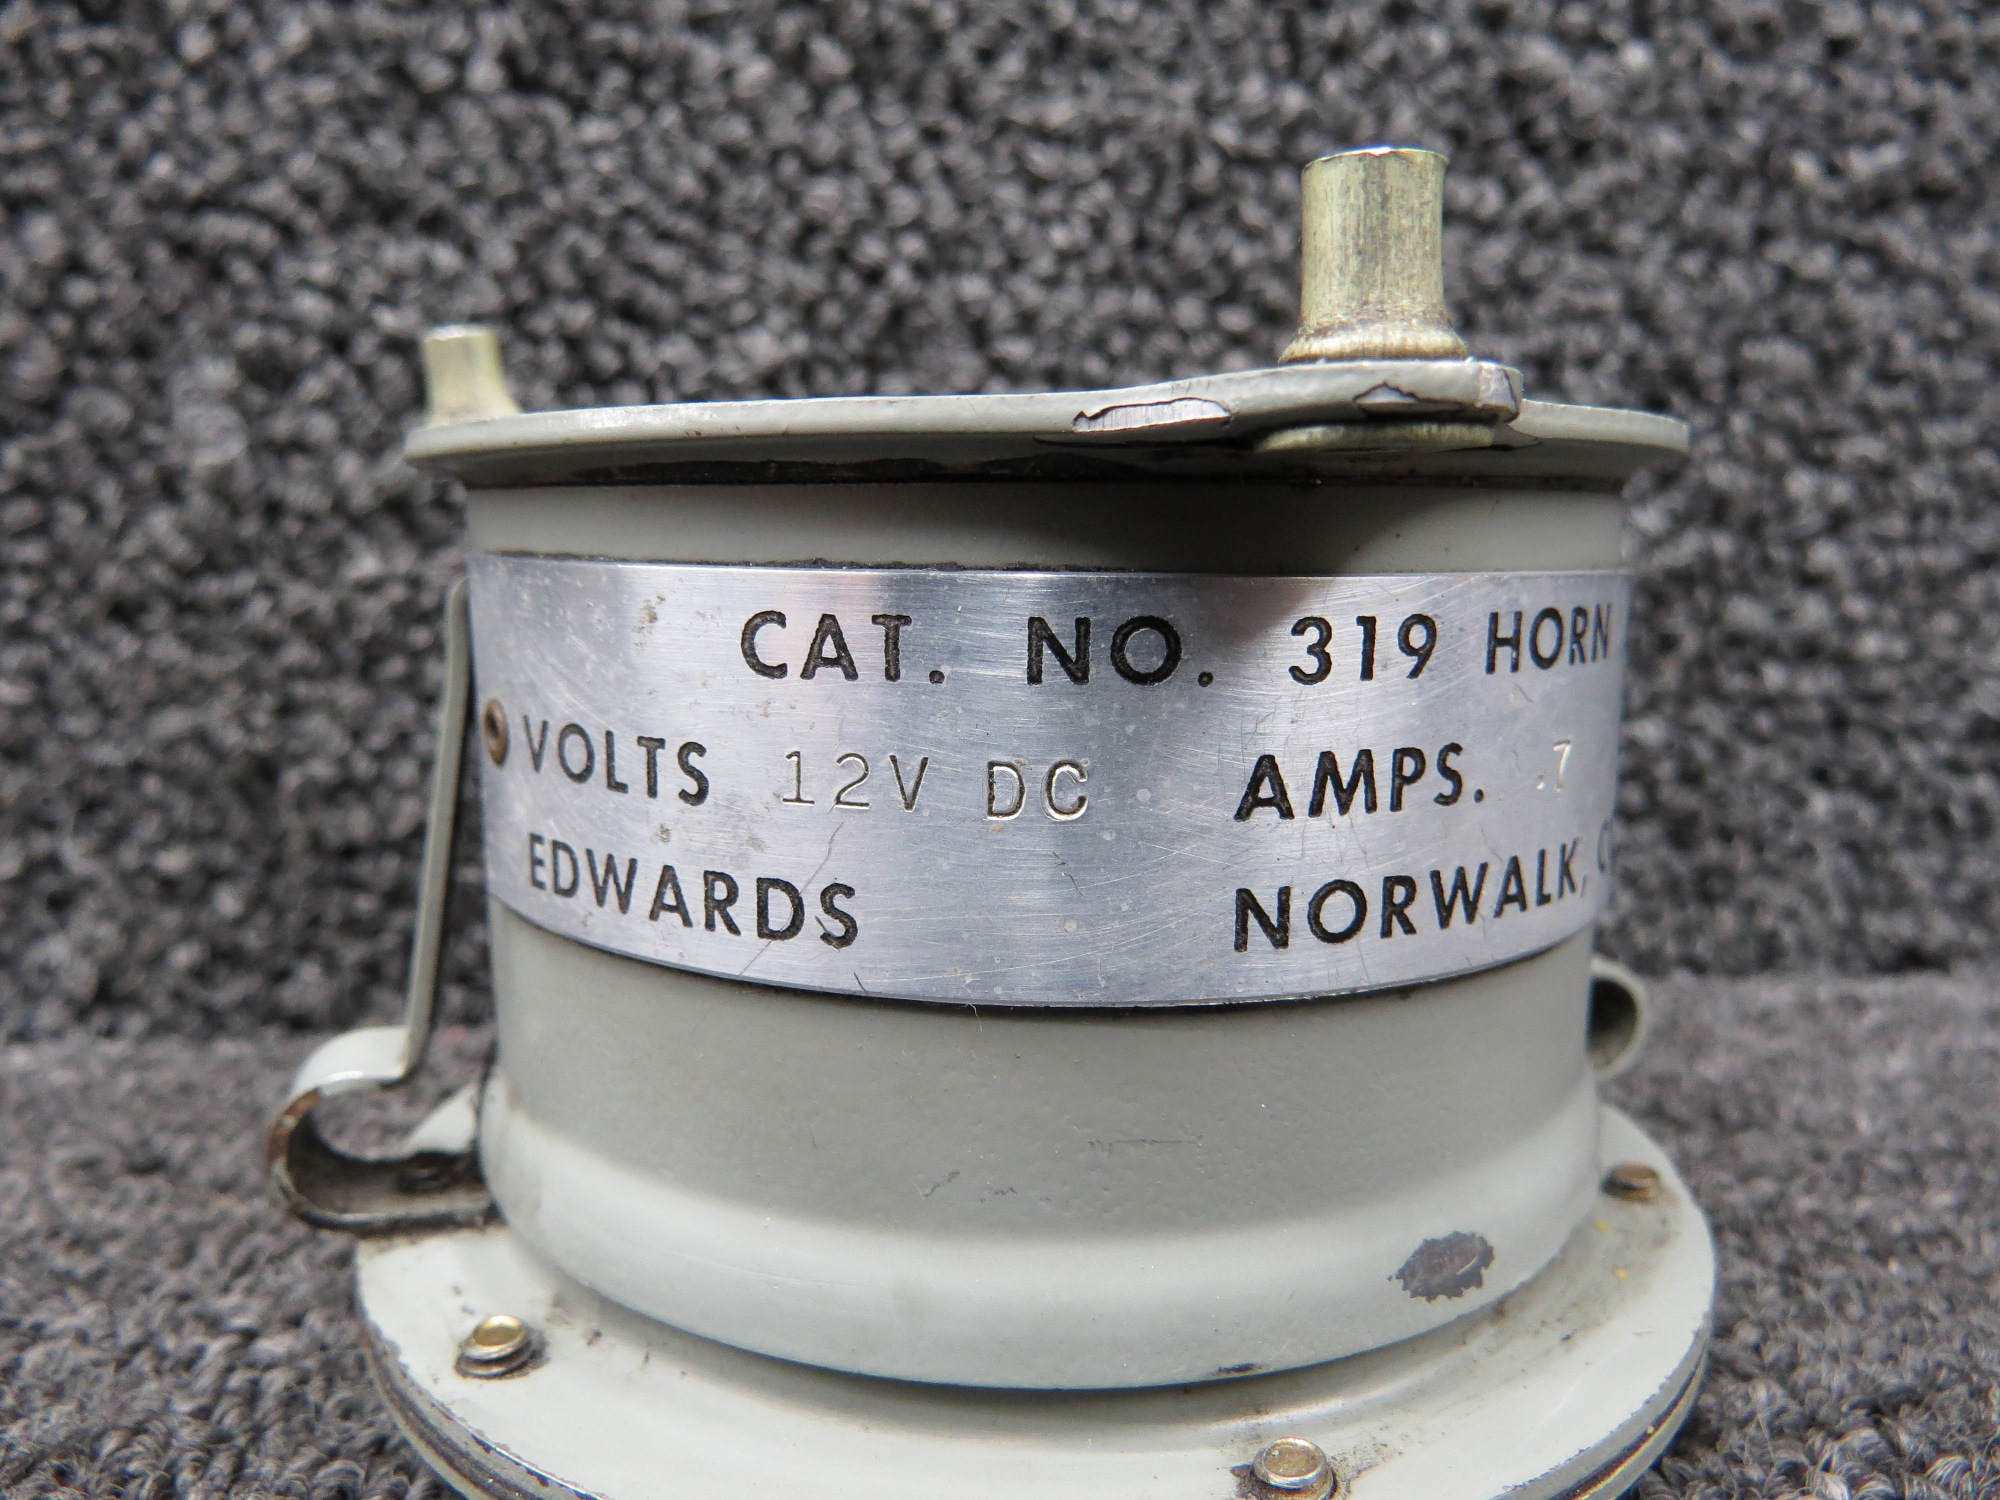 CAT. NO. 319 HORN
VOLTS 12V DC AMPS. .7
EDWARDS NORWALK,